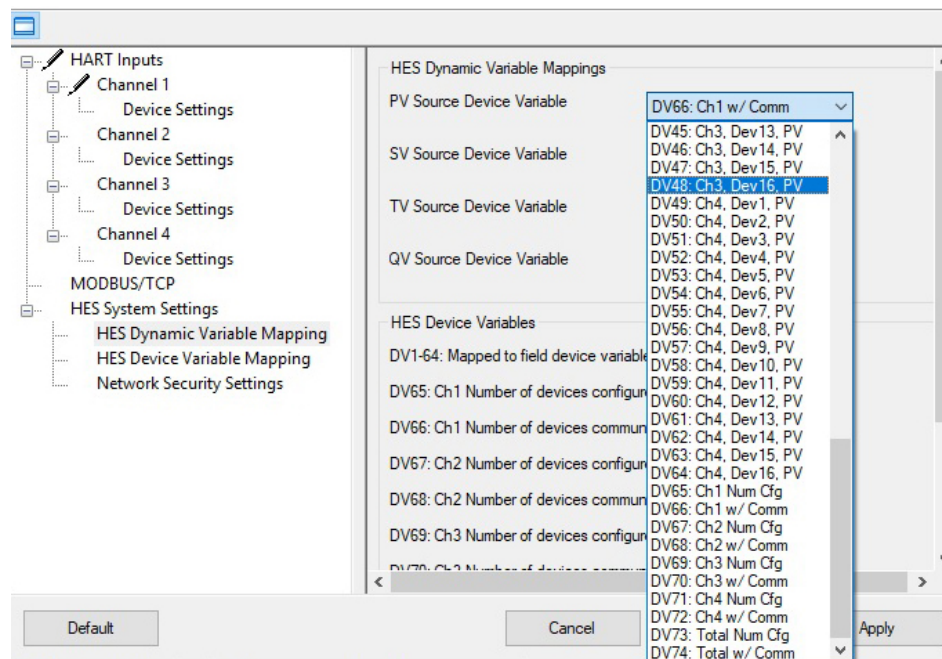 HART Inputs
Channel 1
Device Settings
Channel 2
Device Settings
Channel 3
Device Settings
Channel 4
Device Settings
MODBUS/TCP
HES System Settings
HES Dynamic Variable Mapping
HES Device Variable Mapping
Network Security Settings
HES Dynamic Variable Mappings
PV Source Device Variable
SV Source Device Variable
TV Source Device Variable
QV Source Device Variable
HES Device Variables
DV1-64: Mapped to field device variable
DV65: Ch1 Number of devices configur
DV66: Ch1 Number of devices commun
DV67: Ch2 Number of devices configur
DV68: Ch2 Number of devices commun
DV69: Ch3 Number of devices configur
DV70: Ch3 Number of devices commun
DV66: Ch1 w/ Comm
DV45: Ch3, Dev13, PV
DV46: Ch3, Dev14, PV
DV47: Ch3, Dev15, PV
DV48: Ch3, Dev16, PV
DV49: Ch4, Dev1, PV
DV50: Ch4, Dev2, PV
DV51: Ch4, Dev3, PV
DV52: Ch4, Dev4, PV
DV53: Ch4, Dev5, PV
DV54: Ch4, Dev6, PV
DV55: Ch4, Dev7, PV
DV56: Ch4, Dev8, PV
DV57: Ch4, Dev9, PV
DV58: Ch4, Dev10, PV
DV59: Ch4, Dev11, PV
DV60: Ch4, Dev12, PV
DV61: Ch4, Dev13, PV
DV62: Ch4, Dev14, PV
DV63: Ch4, Dev15, PV
DV64: Ch4, Dev16, PV
DV65: Ch1 Num Cfg
DV66: Ch1 w/ Comm
DV67: Ch2 Num Cfg
DV68: Ch2 w/ Comm
DV69: Ch3 Num Cfg
DV70: Ch3 w/ Comm
DV71: Ch4 Num Cfg
DV72: Ch4 w/ Comm
DV73: Total Num Cfg
DV74: Total w/ Comm
Default
Cancel
Apply